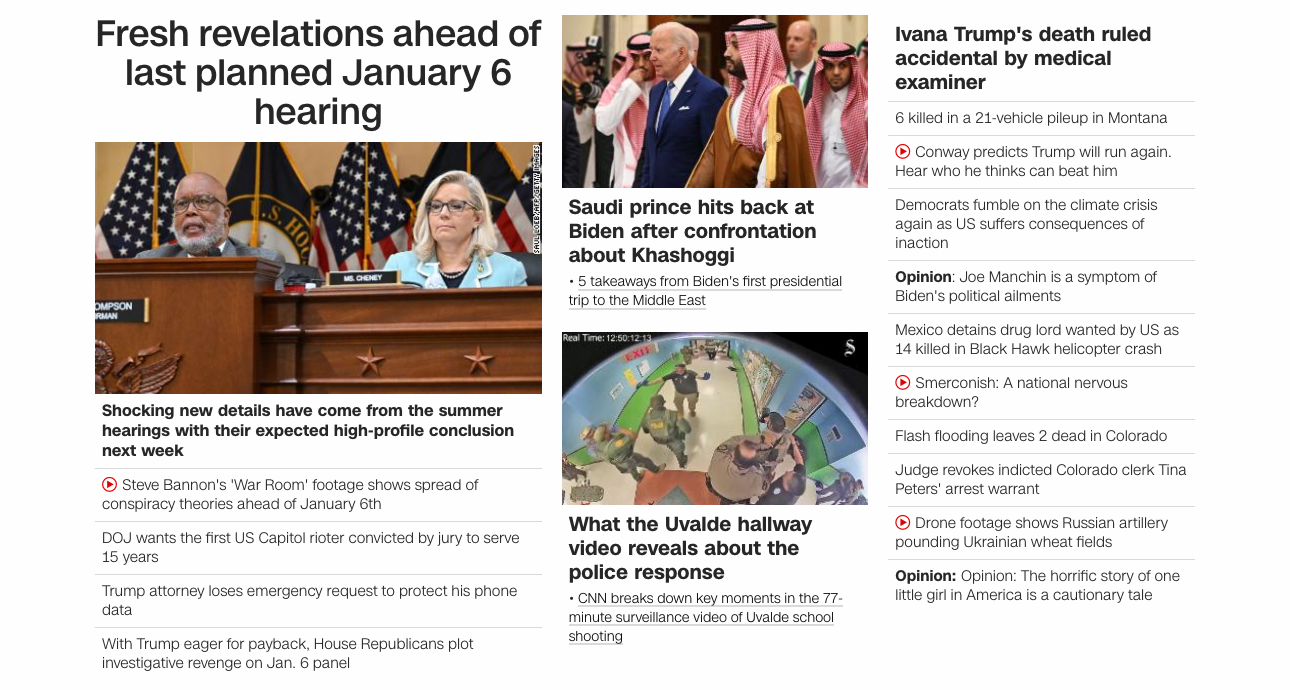 Fresh revelations ahead of
last planned January 6
hearing
SAUL LOEB/AFP/GETTY IMAGES
MS. CHENEY
OMPSON
RMAN
Shocking new details have come from the summer
hearings with their expected high-profile conclusion
next week
Steve Bannon's 'War Room' footage shows spread of
conspiracy theories ahead of January 6th
DOJ wants the first US Capitol rioter convicted by jury to serve
15 years
Trump attorney loses emergency request to protect his phone
data
With Trump eager for payback, House Republicans plot
investigative revenge on Jan. 6 panel
Saudi prince hits back at
Biden after confrontation
about Khashoggi
• 5 takeaways from Biden's first presidential
trip to the Middle East
Real Time: 12:50:12:13
EXIT
What the Uvalde hallway
video reveals about the
police response
• CNN breaks down key moments in the 77-
minute surveillance video of Uvalde school
shooting
Ivana Trump's death ruled
accidental by medical
examiner
6 killed in a 21-vehicle pileup in Montana
Conway predicts Trump will run again.
Hear who he thinks can beat him
Democrats fumble on the climate crisis
again as US suffers consequences of
inaction
Opinion: Joe Manchin is a symptom of
Biden's political ailments
Mexico detains drug lord wanted by US as
14 killed in Black Hawk helicopter crash
Smerconish: A national nervous
breakdown?
Flash flooding leaves 2 dead in Colorado
Judge revokes indicted Colorado clerk Tina
Peters' arrest warrant
Drone footage shows Russian artillery
pounding Ukrainian wheat fields
Opinion: Opinion: The horrific story of one
little girl in America is a cautionary tale